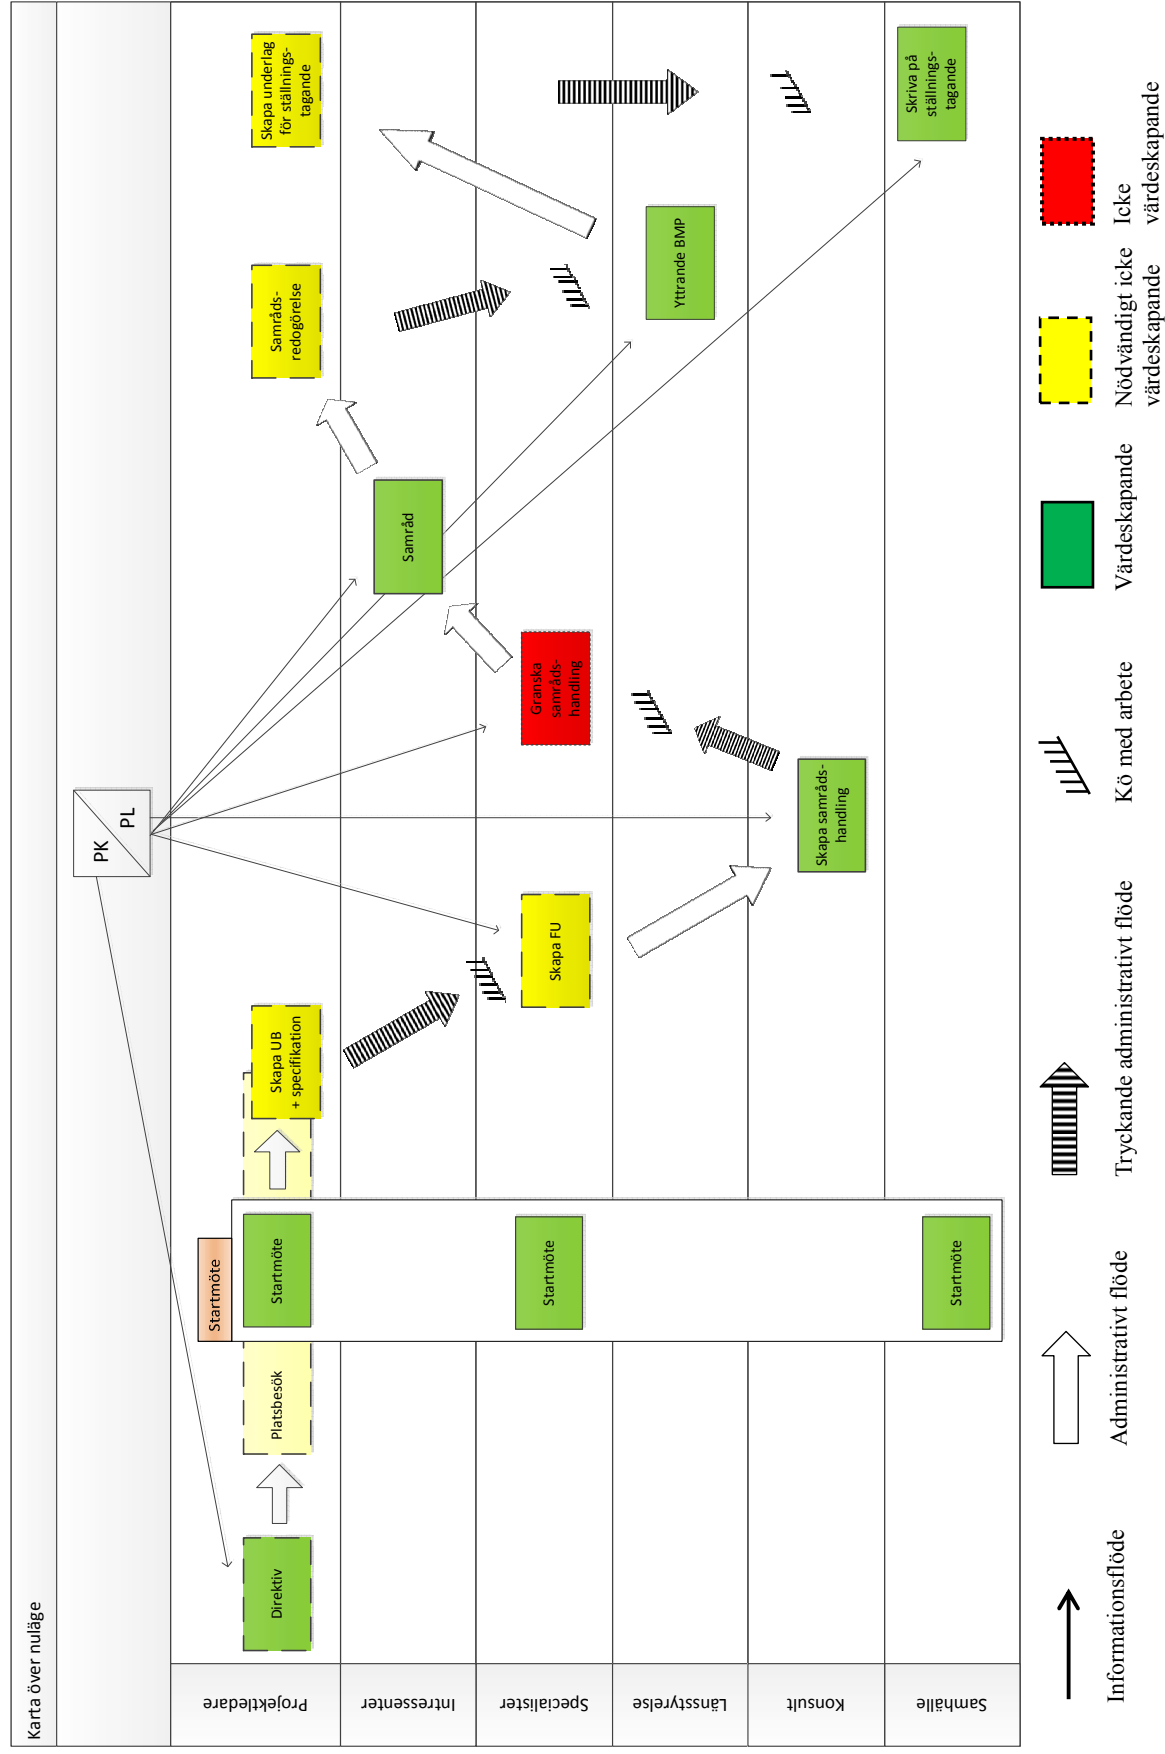 Karta över nuläge
PK
PL
Projektledare
Intressenter
Specialister
Länsstyrelse
Konsult
Samhälle
Direktiv
Platsbesök
Startmöte
Startmöte
Startmöte
Startmöte
Skapa UB
+ specifikation
Skapa FU
Skapa samråds-
handling
Granska
samråds-
handling
Samråd
Samråds-
redogörelse
Yttrande BMP
Skapa underlag
för ställnings-
tagande
Skriva på
ställnings-
tagande
Informationsflöde
Administrativt flöde
Tryckande administrativt flöde
Kö med arbete
Värdeskapande
Nödvändigt icke
värdeskapande
Icke
värdeskapande